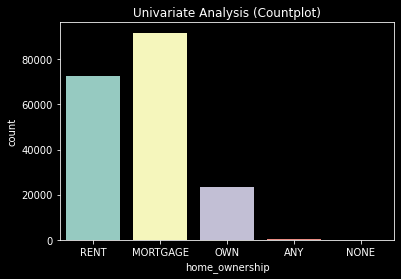 Univariate Analysis (Countplot)
count
80000
60000
40000
20000
0
RENT MORTGAGE OWN ANY NONE
home_ownership